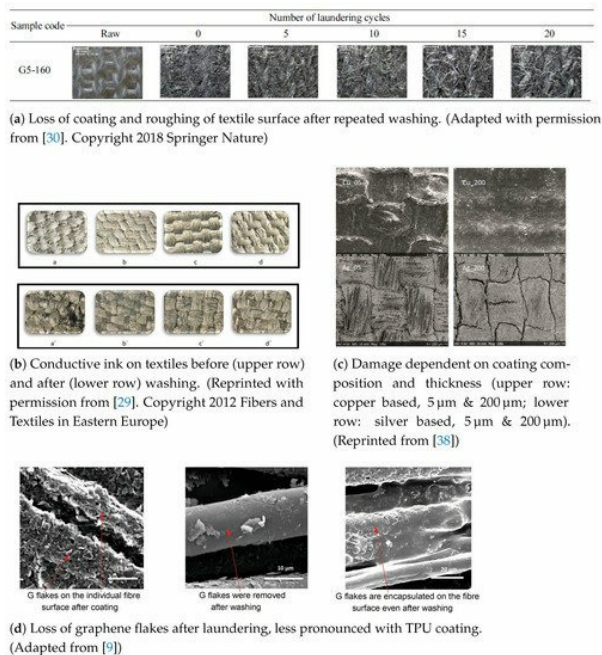 Sample code
Number of laundering cycles
Raw 0 5 10 15 20
G5-160
(a) Loss of coating and roughing of textile surface after repeated washing. (Adapted with permission
from [30]. Copyright 2018 Springer Nature)
a b c d
a' b' c' d'
(b) Conductive ink on textiles before (upper row)
and after (lower row) washing. (Reprinted with
permission from [29]. Copyright 2012 Fibers and
Textiles in Eastern Europe)
Cu_05 Cu_200
Ag_05 Ag_200
(c) Damage dependent on coating com-
position and thickness (upper row:
copper based, 5 μm & 200 μm; lower
row: silver based, 5 μm & 200 μm).
(Reprinted from [38])
10 μm
G flakes on the individual fibre
surface after coating
G flakes were removed
after washing
G flakes are encapsulated on the fibre
surface even after washing
(d) Loss of graphene flakes after laundering, less pronounced with TPU coating.
(Adapted from [9])